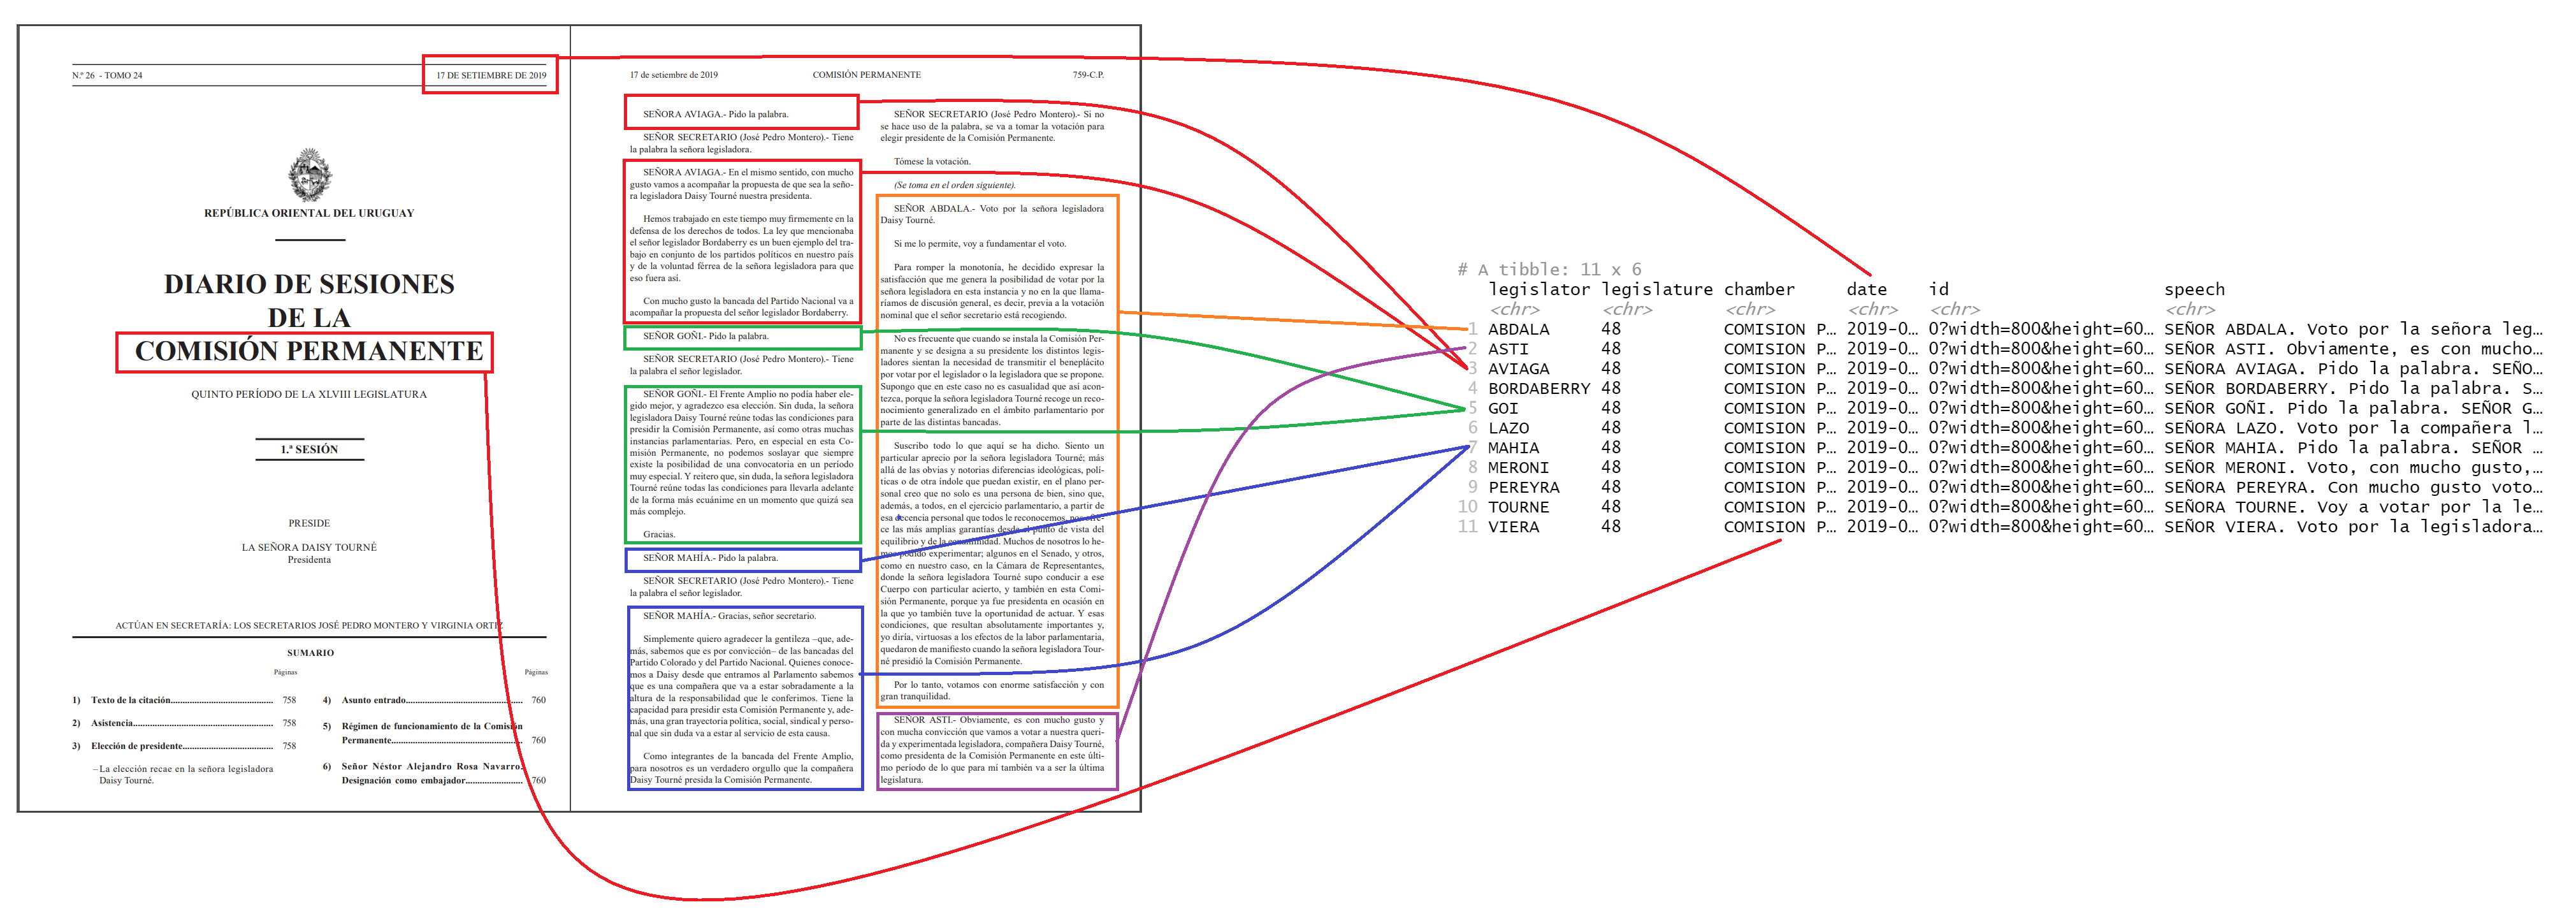 N.º 26 - TOMO 24
17 DE SETIEMBRE DE 2019
REPÚBLICA ORIENTAL DEL URUGUAY
DIARIO DE SESIONES
DE LA
COMISIÓN PERMANENTE
QUINTO PERÍODO DE LA XLVIII LEGISLATURA
1.ª SESIÓN
PRESIDE
LA SEÑORA DAISY TOURNÉ
Presidenta
ACTÚAN EN SECRETARÍA: LOS SECRETARIOS JOSÉ PEDRO MONTERO Y VIRGINIA ORTIZ
SUMARIO
Páginas
1) Texto de la citación 758
2) Asistencia 758
3) Elección de presidente 758
–La elección recae en la señora legisladora
Daisy Tourné.
Páginas
4) Asunto entrado 760
5) Régimen de funcionamiento de la Comisión
Permanente 760
6) Señor Néstor Alejandro Rosa Navarro.
Designación como embajador 760
17 de setiembre de 2019
COMISIÓN PERMANENTE
759-C.P.
SEÑORA AVIAGA.- Pido la palabra.
SEÑOR SECRETARIO (José Pedro Montero).- Tiene
la palabra la señora legisladora.
SEÑORA AVIAGA.- En el mismo sentido, con mucho
gusto vamos a acompañar la propuesta de que sea la seño-
ra legisladora Daisy Tourné nuestra presidenta.
Hemos trabajado en este tiempo muy firmemente en la
defensa de los derechos de todos. La ley que mencionaba
el señor legislador Bordaberry es un buen ejemplo del tra-
bajo en conjunto de los partidos políticos en nuestro país
y de la voluntad férrea de la señora legisladora para que
eso fuera así.
Con mucho gusto la bancada del Partido Nacional va a
acompañar la propuesta del señor legislador Bordaberry.
SEÑOR GOÑI.- Pido la palabra.
SEÑOR SECRETARIO (José Pedro Montero).- Tiene
la palabra el señor legislador.
SEÑOR GOÑI.- El Frente Amplio no podía haber ele-
gido mejor, y agradezco esa elección. Sin duda, la señora
legisladora Daisy Tourné reúne todas las condiciones para
presidir la Comisión Permanente, así como otras muchas
instancias parlamentarias. Pero, en especial en esta Co-
misión Permanente, no podemos soslayar que siempre
existe la posibilidad de una convocatoria en un período
muy especial. Y reitero que, sin duda, la señora legisladora
Tourné reúne todas las condiciones para llevarla adelante
de la forma más ecuánime en un momento que quizá sea
más complejo.
Gracias.
SEÑOR MAHÍA.- Pido la palabra.
SEÑOR SECRETARIO (José Pedro Montero).- Tiene
la palabra el señor legislador.
SEÑOR MAHÍA.- Gracias, señor secretario.
Simplemente quiero agradecer la gentileza –que, ade-
más, sabemos que es por convicción– de las bancadas del
Partido Colorado y del Partido Nacional. Quienes conoce-
mos a Daisy desde que entramos al Parlamento sabemos
que es una compañera que va a estar sobradamente a la
altura de la responsabilidad que le conferimos. Tiene la
capacidad para presidir esta Comisión Permanente y, ade-
más, una gran trayectoria política, social, sindical y perso-
nal que sin duda va a estar al servicio de esta causa.
Como integrantes de la bancada del Frente Amplio,
para nosotros es un verdadero orgullo que la compañera
Daisy Tourné presida la Comisión Permanente.
SEÑOR SECRETARIO (José Pedro Montero).- Si no
se hace uso de la palabra, se va a tomar la votación para
elegir presidente de la Comisión Permanente.
Tómese la votación.
(Se toma en el orden siguiente).
SEÑOR ABDALA.- Voto por la señora legisladora
Daisy Tourné.
Si me lo permite, voy a fundamentar el voto.
Para romper la monotonía, he decidido expresar la
satisfacción que me genera la posibilidad de votar por la
señora legisladora en esta instancia y no en la que llama-
ríamos de discusión general, es decir, previa a la votación
nominal que el señor secretario está recogiendo.
No es frecuente que cuando se instala la Comisión Per-
manente y se designa a su presidente los distintos legis-
ladores sientan la necesidad de transmitir el beneplácito
por votar por el legislador o la legisladora que se propone.
Supongo que en este caso no es casualidad que así acon-
tezca, porque la señora legisladora Tourné recoge un reco-
nocimiento generalizado en el ámbito parlamentario por
parte de las distintas bancadas.
Suscribo todo lo que aquí se ha dicho. Siento un
particular aprecio por la señora legisladora Tourné; más
allá de las obvias y notorias diferencias ideológicas, polí-
ticas o de otra índole que puedan existir, en el plano per-
sonal creo que no solo es una persona de bien, sino que,
además, a todos, en el ejercicio parlamentario, a partir de
esa decencia personal que todos le reconocemos, nos ofre-
ce las más amplias garantías desde el punto de vista del
equilibrio y de la ecuanimidad. Muchos de nosotros lo he-
mos podido experimentar; algunos en el Senado, y otros,
como en nuestro caso, en la Cámara de Representantes,
donde la señora legisladora Tourné supo conducir a ese
Cuerpo con particular acierto, y también en esta Comi-
sión Permanente, porque ya fue presidenta en ocasión en
la que yo también tuve la oportunidad de actuar. Y esas
condiciones, que resultan absolutamente importantes y,
yo diría, virtuosas a los efectos de la labor parlamentaria,
quedaron de manifiesto cuando la señora legisladora Tour-
né presidió la Comisión Permanente.
Por lo tanto, votamos con enorme satisfacción y con
gran tranquilidad.
SEÑOR ASTI.- Obviamente, es con mucho gusto y
con mucha convicción que vamos a votar a nuestra queri-
da y experimentada legisladora, compañera Daisy Tourné,
como presidenta de la Comisión Permanente en este últi-
mo período de lo que para mí también va a ser la última
legislatura.
# A tibble: 11 x 6
legislator legislature chamber date id speech
<chr> <chr> <chr> <chr> <chr> <chr>
1 ABDALA 48 COMISION P… 2019-0… 0?width=800&height=60… SEÑOR ABDALA. Voto por la señora leg…
2 ASTI 48 COMISION P… 2019-0… 0?width=800&height=60… SEÑOR ASTI. Obviamente, es con mucho…
3 AVIAGA 48 COMISION P… 2019-0… 0?width=800&height=60… SEÑORA AVIAGA. Pido la palabra. SEÑO…
4 BORDABERRY 48 COMISION P… 2019-0… 0?width=800&height=60… SEÑOR BORDABERRY. Pido la palabra. S…
5 GOI 48 COMISION P… 2019-0… 0?width=800&height=60… SEÑOR GOÑI. Pido la palabra. SEÑOR G…
6 LAZO 48 COMISION P… 2019-0… 0?width=800&height=60… SEÑORA LAZO. Voto por la compañera l…
7 MAHIA 48 COMISION P… 2019-0… 0?width=800&height=60… SEÑOR MAHIA. Pido la palabra. SEÑOR …
8 MERONI 48 COMISION P… 2019-0… 0?width=800&height=60… SEÑOR MERONI. Voto, con mucho gusto,…
9 PEREYRA 48 COMISION P… 2019-0… 0?width=800&height=60… SEÑORA PEREYRA. Con mucho gusto voto…
10 TOURNE 48 COMISION P… 2019-0… 0?width=800&height=60… SEÑORA TOURNE. Voy a votar por la le…
11 VIERA 48 COMISION P… 2019-0… 0?width=800&height=60… SEÑOR VIERA. Voto por la legisladora…